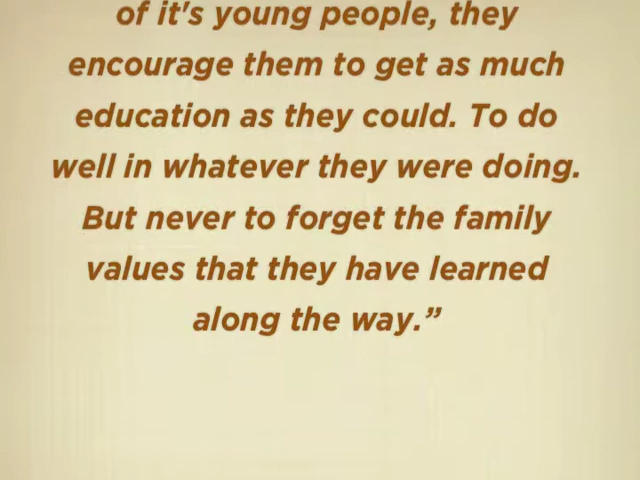 of it's young people, they
encourage them to get as much
education as they could. To do
well in whatever they were doing.
But never to forget the family
values that they have learned
along the way.”